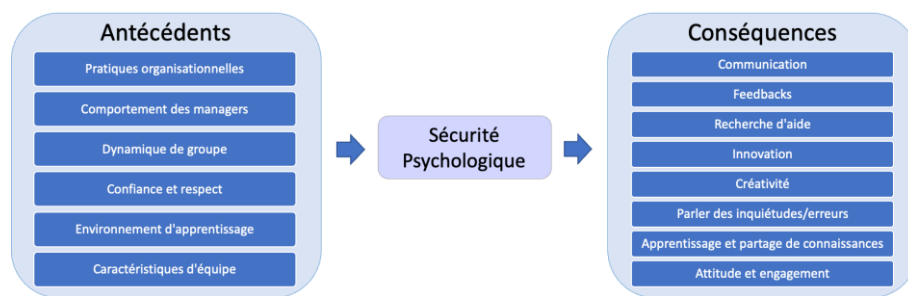 Antécédents
Pratiques organisationnelles
Comportement des managers
Dynamique de groupe
Confiance et respect
Environnement d'apprentissage
Caractéristiques d'équipe
Sécurité
Psychologique
Conséquences
Communication
Feedbacks
Recherche d'aide
Innovation
Créativité
Parler des inquiétudes/erreurs
Apprentissage et partage de connaissances
Attitude et engagement